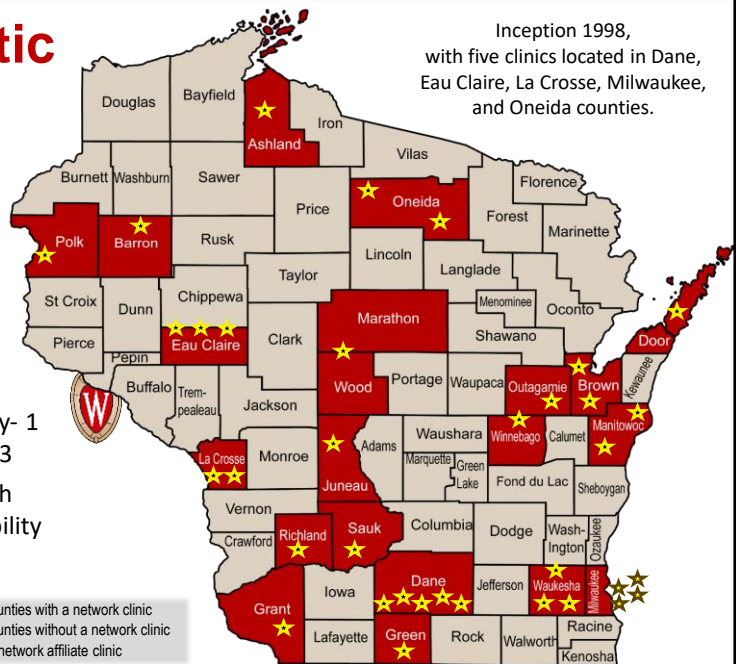 tic
Inception 1998,
with five clinics located in Dane,
Eau Claire, La Crosse, Milwaukee,
and Oneida counties.
Douglas
Bayfield
Ashland
Iron
Vilas
Burnett
Washburn
Sawer
Price
Oneida
Florence
Forest
Marinette
Polk
Barron
Rusk
Lincoln
Langlade
Taylor
Chippewa
St Croix
Dunn
Menominee
Oconto
Marathon
Shawano
Door
Pierce
Pepin
Eau Claire
Clark
Wood
Portage
Waupaca
Outagamie
Brown
Kewaunee
W
Buffalo
Trem-
pealeau
Jackson
Manitowoc
y- 1
3
La Crosse
Monroe
Juneau
Adams
Waushara
Winnebago
Calumet
Marquette
Green
Lake
Fond du Lac
Sheboygan
h
bility
Vernon
Crawford
Richland
Sauk
Columbia
Dodge
Wash-
Ington
Ozaukee
Grant
Iowa
Dane
Jefferson
Waukesha
Milwaukee
unties with a network clinic
unties without a network clinic
network affiliate clinic
Lafayette
Green
Rock
Walworth
Racine
Kenosha